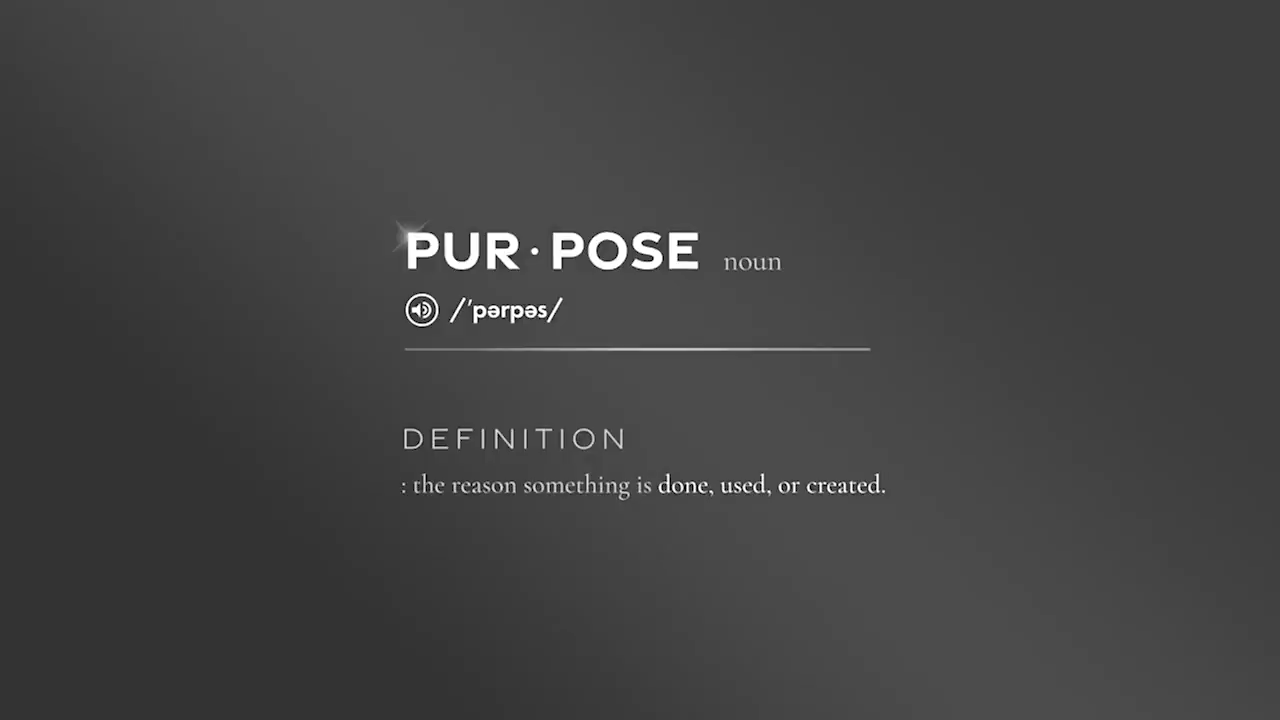 PUR·POSE noun
/ˈpərpəs/
DEFINITION
: the reason something is done, used, or created.